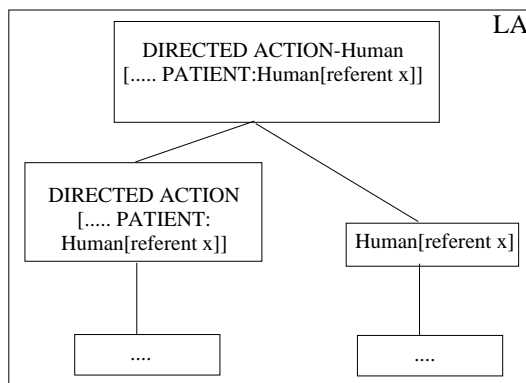 LA
DIRECTED ACTION-Human
[..... PATIENT:Human[referent x]]
DIRECTED ACTION
[..... PATIENT:
Human[referent x]]
Human[referent x]
....
....